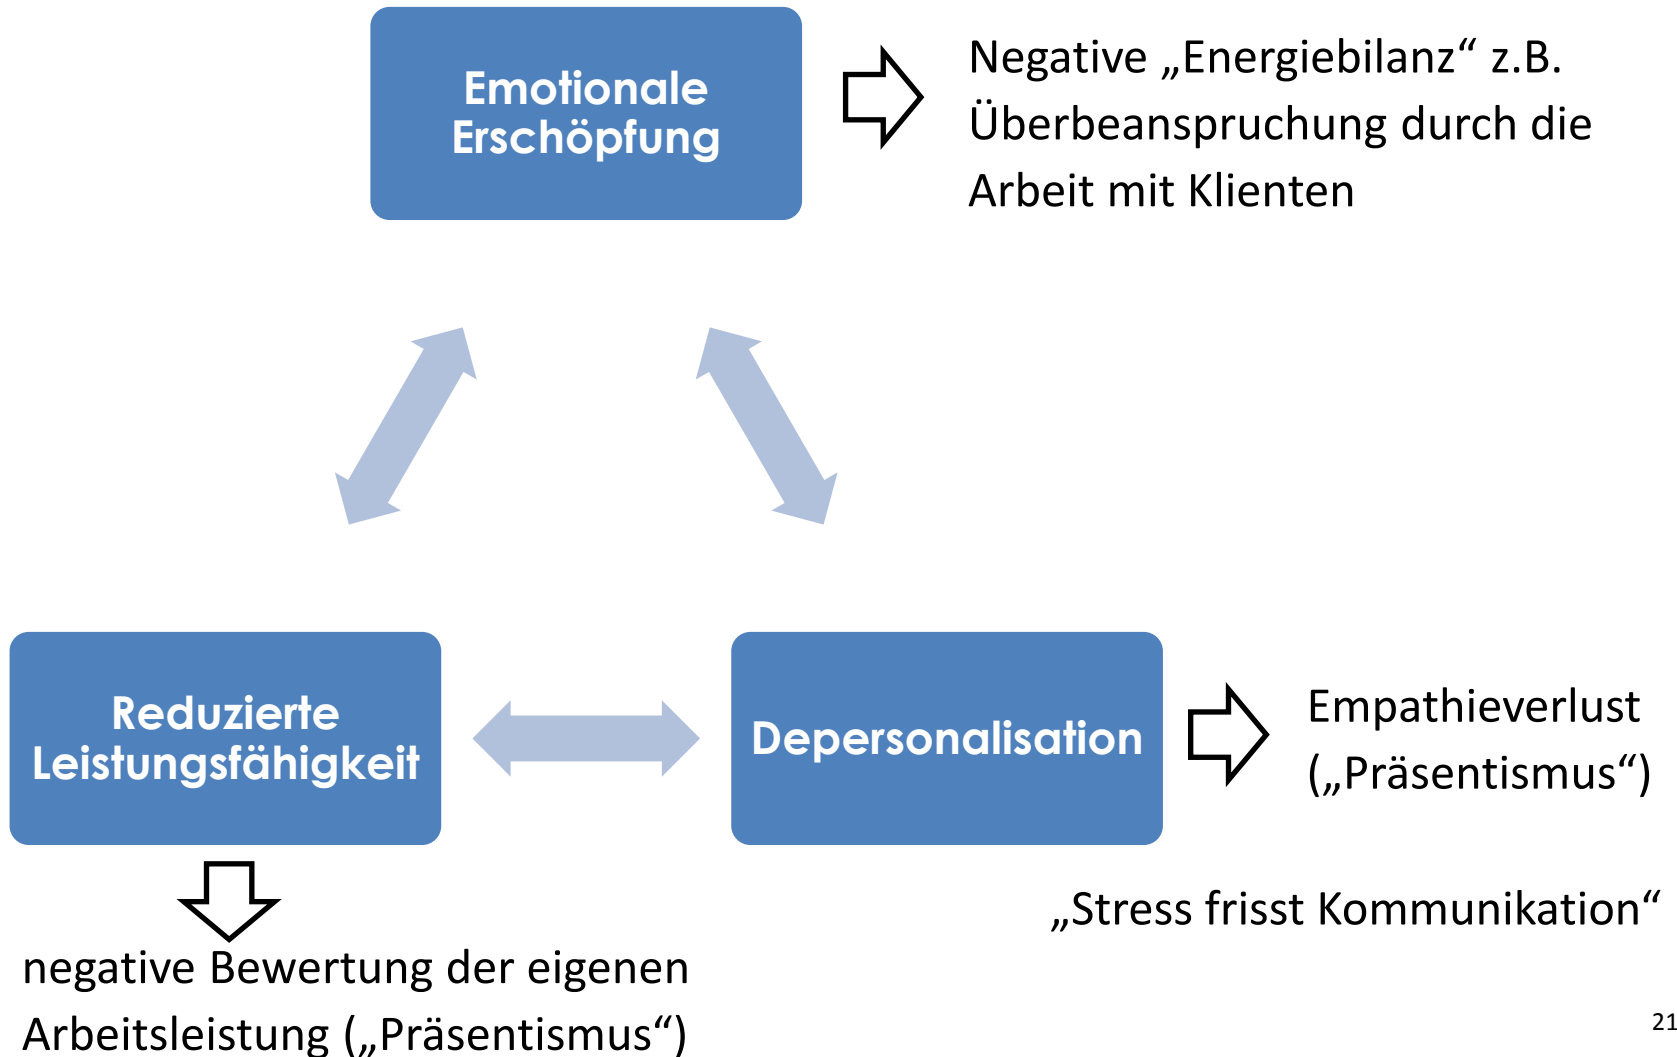 Emotionale
Erschöpfung
Negative „Energiebilanz“ z.B.
Überbeanspruchung durch die
Arbeit mit Klienten
Reduzierte
Leistungsfähigkeit
Depersonalisation
Empathieverlust
(„Präsentismus“)
„Stress frisst Kommunikation“
negative Bewertung der eigenen
Arbeitsleistung („Präsentismus“)
21